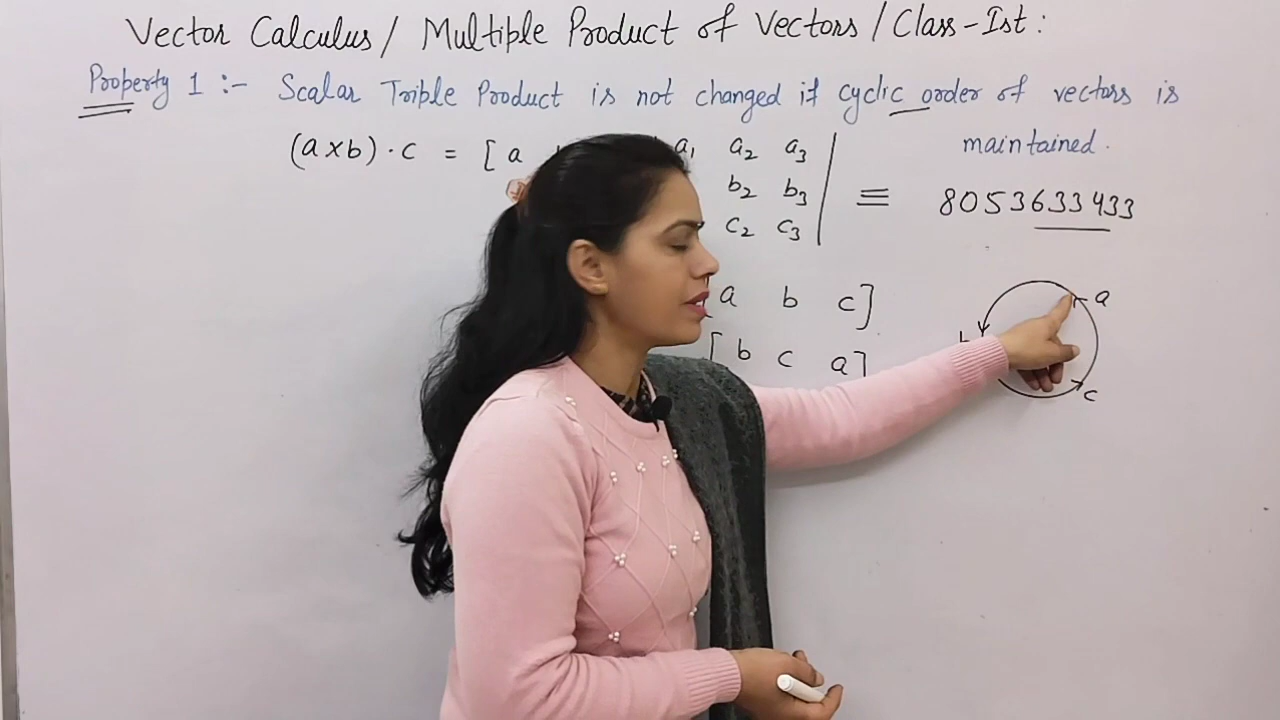 Vector Calculus / Multiple Product of Vectors / Class-Ist:
Property 1 :- Scalar Triple Product is not changed if cyclic order of vectors is
maintained.
(a x b) · c = [ a
a₁ a₂ a₃
b₂ b₃
c₂ c₃
≡ 8053633433
[ a b c ]
[ b c a ]
a
c